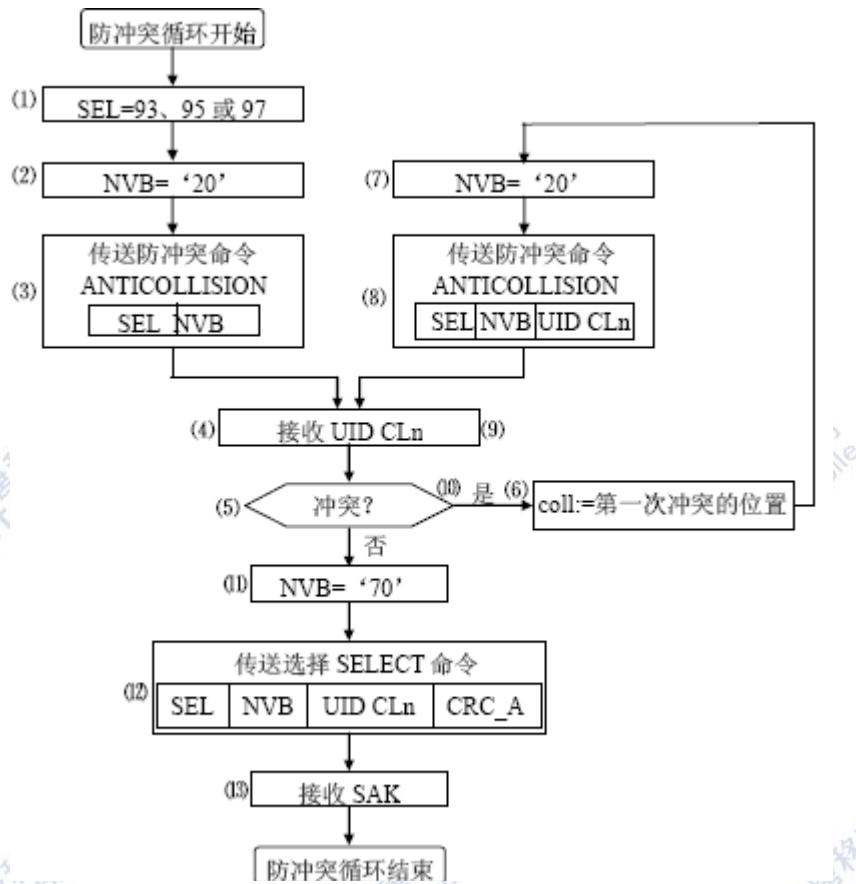 防冲突循环开始
(1) SEL=93、95 或 97
(2) NVB= ‘20’
(7) NVB= ‘20’
(3) 传送防冲突命令
ANTICOLLISION
SEL NVB
(8) 传送防冲突命令
ANTICOLLISION
SEL NVB UID CLn
(4) 接收 UID CLn (9)
(5) 冲突? (10) 是 (6) coll:=第一次冲突的位置
否
(11) NVB= ‘70’
(12) 传送选择 SELECT 命令
SEL NVB UID CLn CRC_A
(13) 接收 SAK
防冲突循环结束